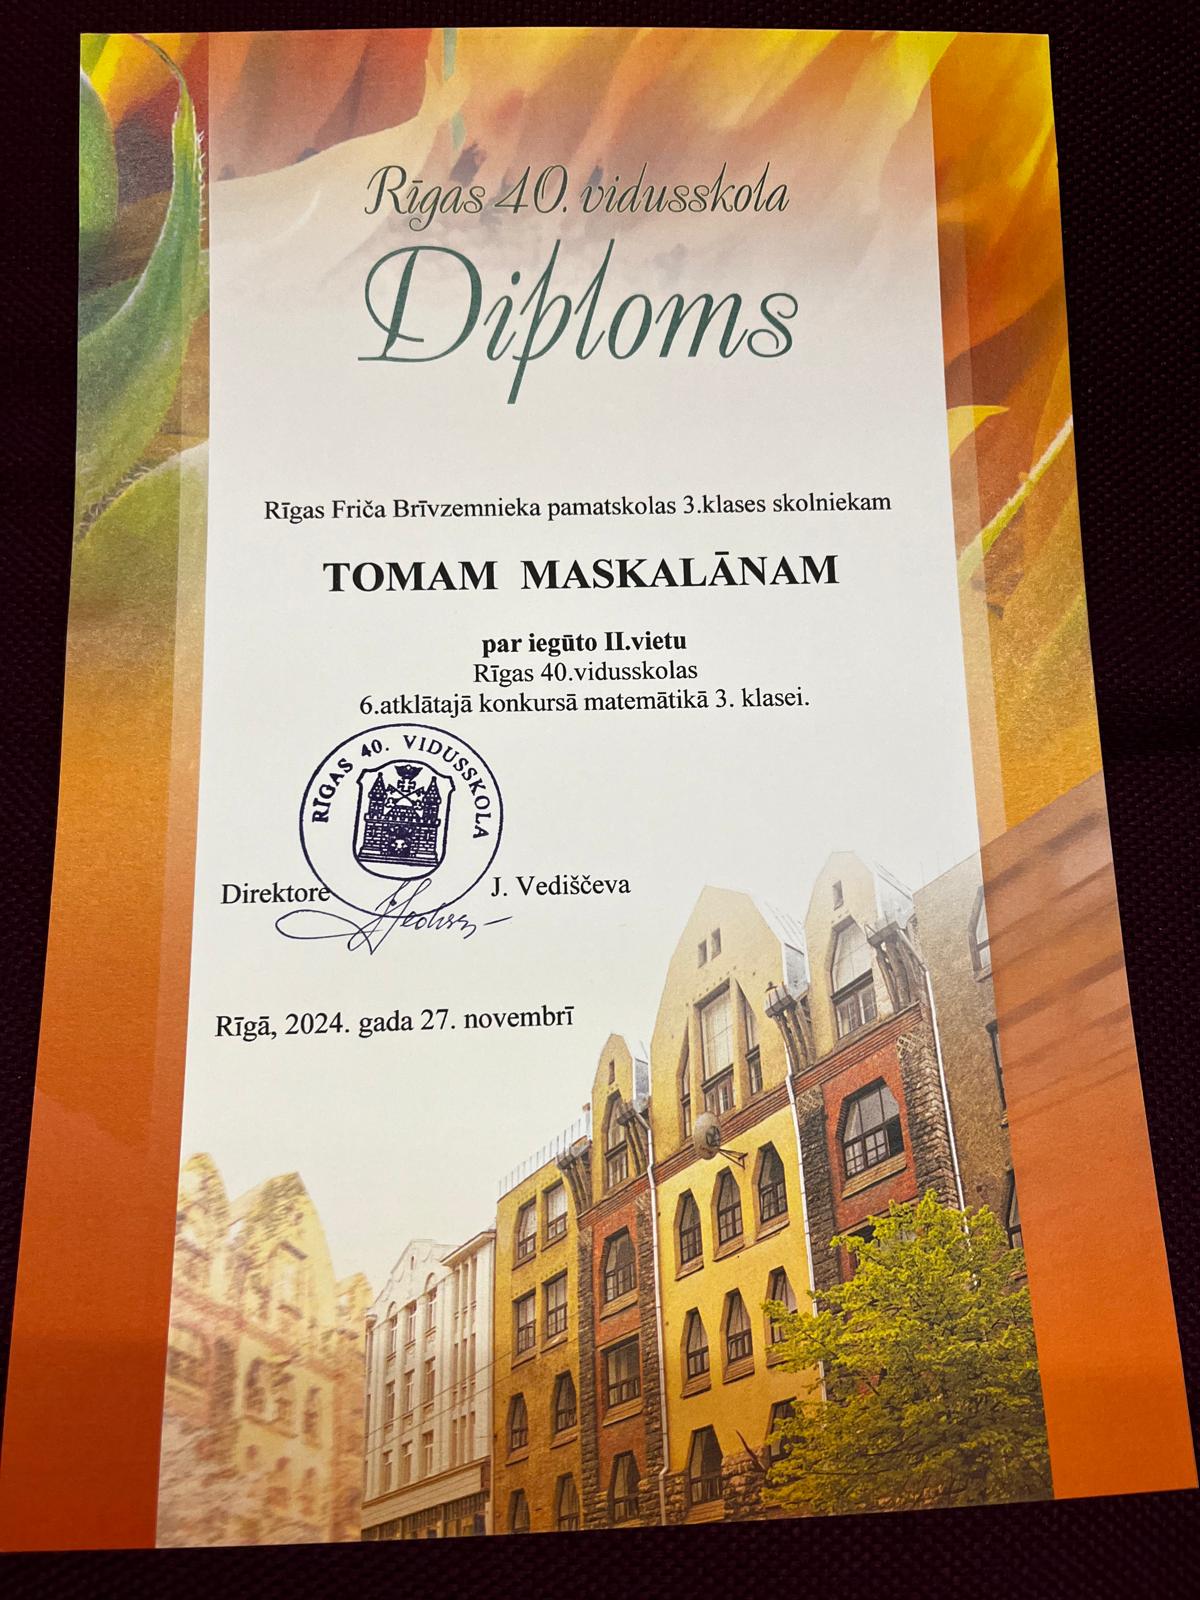 Rīgas 40. vidusskola
Diploms
Rīgas Friča Brīvzemnieka pamatskolas 3.klases skolniekam
TOMAM MASKALĀNAM
par iegūto II.vietu
Rīgas 40.vidusskolas
6.atklātajā konkursā matemātikā 3. klasei.
RĪGAS 40. VIDUSSKOLA
Direktore J. Vediščeva
Rīgā, 2024. gada 27. novembrī